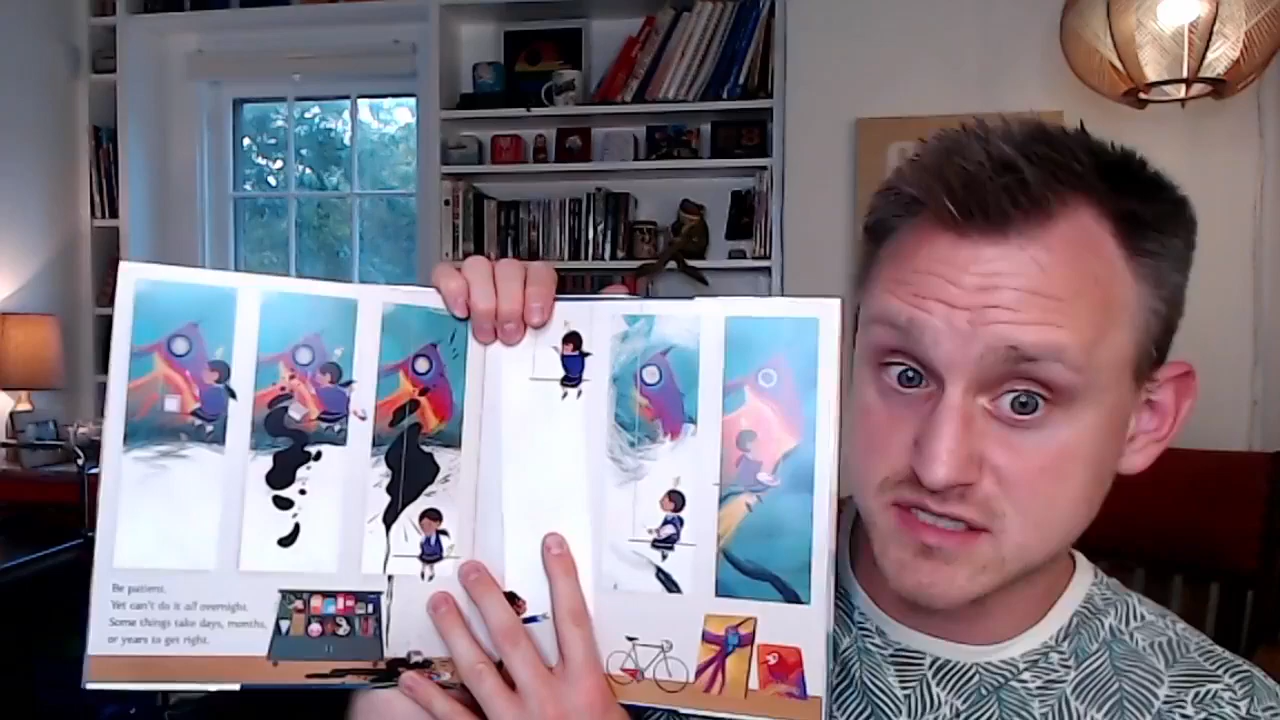 Be patient.
Yet can't do it all overnight.
Some things take days, months,
or years to get right.